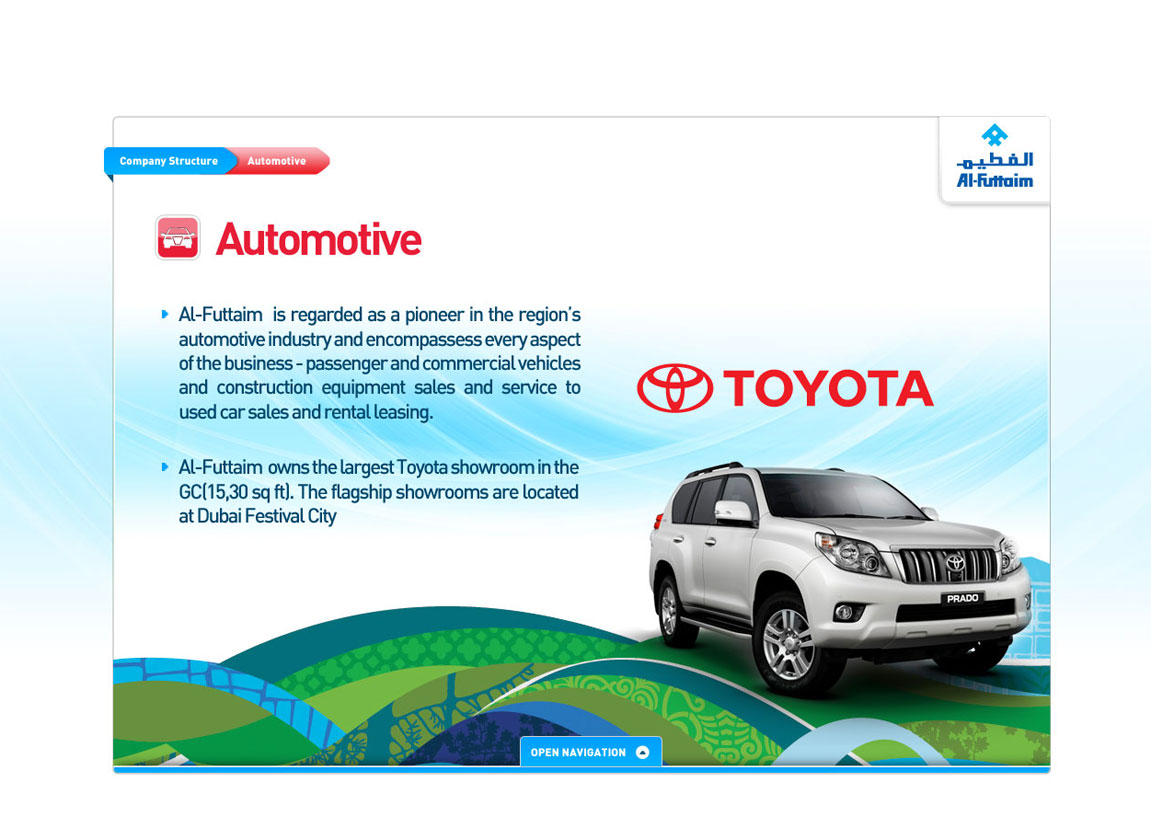 Company Structure
Automotive
الفطيم
Al-Futtaim
Automotive
Al-Futtaim is regarded as a pioneer in the region's
automotive industry and encompassess every aspect
of the business - passenger and commercial vehicles
and construction equipment sales and service to
used car sales and rental leasing.
Al-Futtaim owns the largest Toyota showroom in the
GC(15,30 sq ft). The flagship showrooms are located
at Dubai Festival City
TOYOTA
PRADO
OPEN NAVIGATION